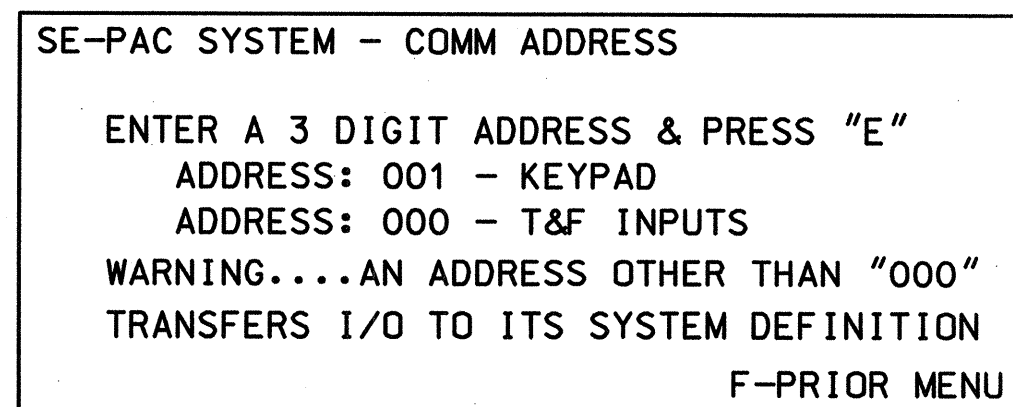 SE-PAC SYSTEM - COMM ADDRESS
ENTER A 3 DIGIT ADDRESS & PRESS "E"
ADDRESS: 001 - KEYPAD
ADDRESS: 000 - T&F INPUTS
WARNING....AN ADDRESS OTHER THAN "000"
TRANSFERS I/O TO ITS SYSTEM DEFINITION
F-PRIOR MENU